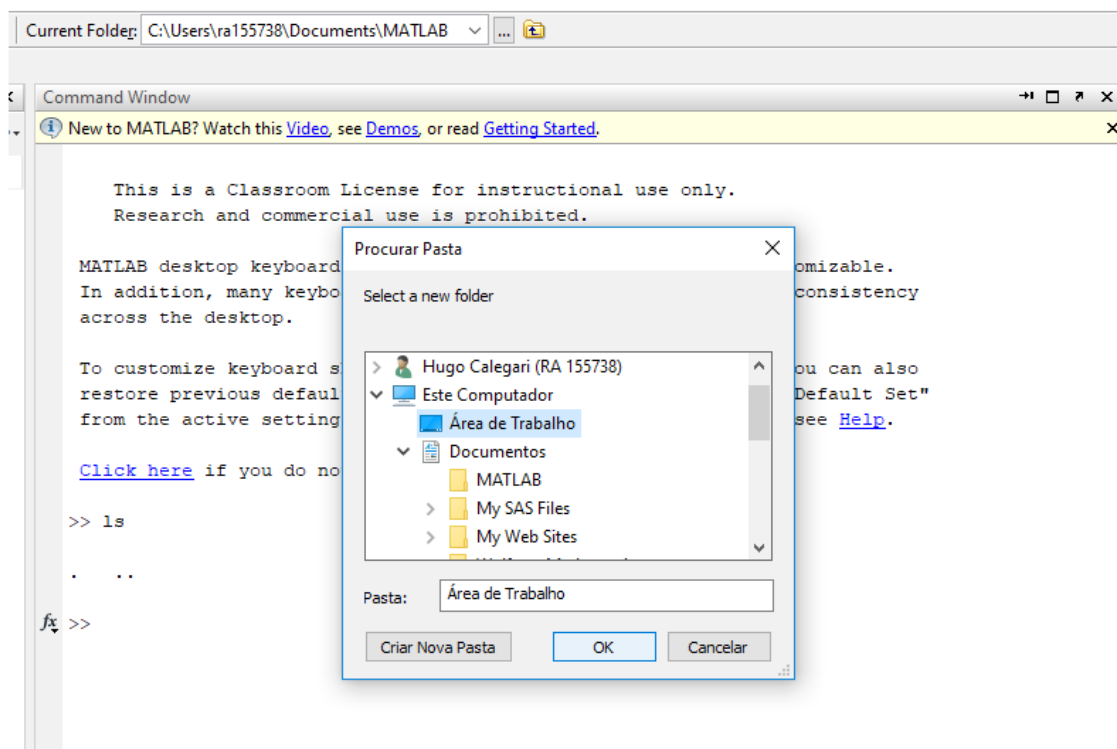 Current Folder: C:\Users\ra155738\Documents\MATLAB ...
Command Window
New to MATLAB? Watch this Video, see Demos, or read Getting Started.
This is a Classroom License for instructional use only.
Research and commercial use is prohibited.
MATLAB desktop keyboard omizable.
In addition, many keybo consistency
across the desktop.
To customize keyboard s ou can also
restore previous defaul Default Set"
from the active setting see Help.
Click here if you do no
>> ls
. ..
fx >>
Procurar Pasta
Select a new folder
Hugo Calegari (RA 155738)
Este Computador
Área de Trabalho
Documentos
MATLAB
My SAS Files
My Web Sites
Pasta: Área de Trabalho
Criar Nova Pasta OK Cancelar